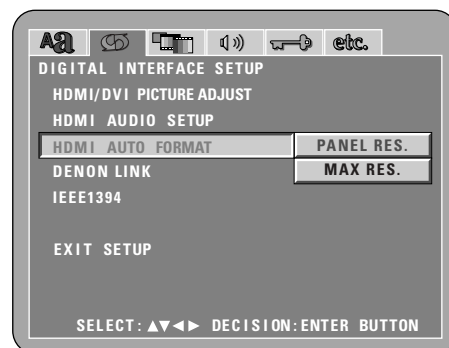 Aa etc.
DIGITAL INTERFACE SETUP
HDMI/DVI PICTURE ADJUST
HDMI AUDIO SETUP
HDMI AUTO FORMAT PANEL RES.
DENON LINK MAX RES.
IEEE1394
EXIT SETUP
SELECT:▲▼◄► DECISION:ENTER BUTTON